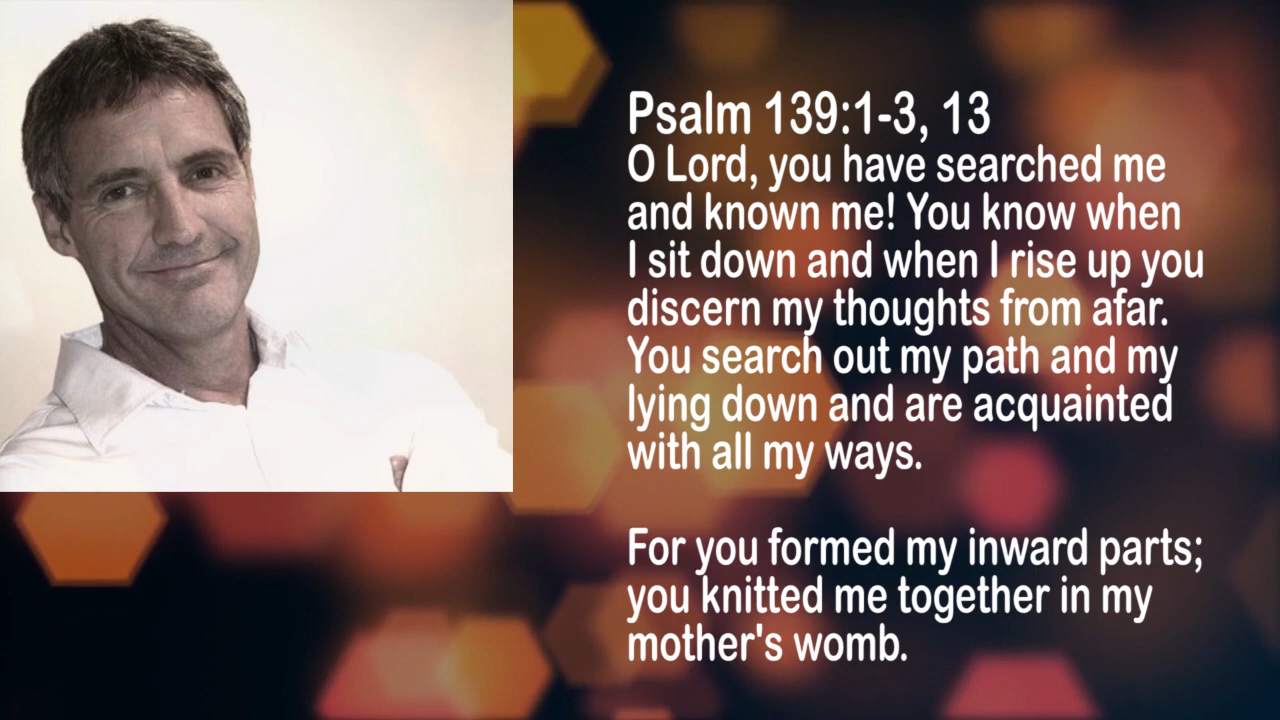 Psalm 139:1-3, 13
O Lord, you have searched me
and known me! You know when
I sit down and when I rise up you
discern my thoughts from afar.
You search out my path and my
lying down and are acquainted
with all my ways.
For you formed my inward parts;
you knitted me together in my
mother's womb.